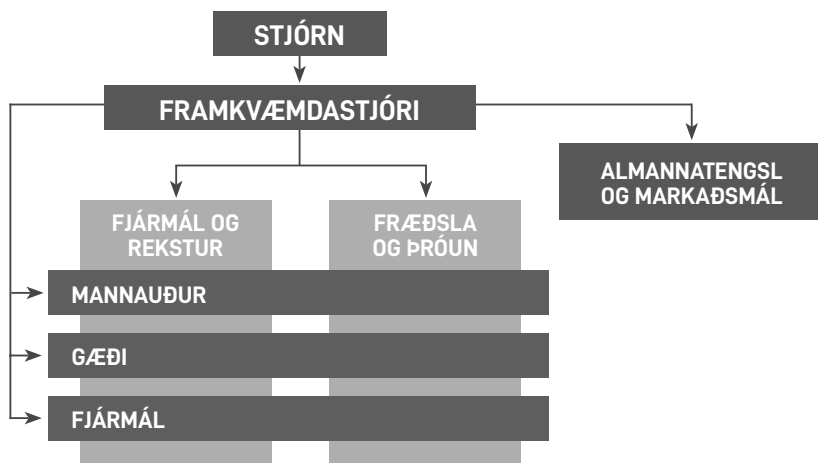 STJÓRN
FRAMKVÆMDASTJÓRI
ALMANNATENGSL
OG MARKAÐSMÁL
FJÁRMÁL OG
REKSTUR
FRÆÐSLA
OG ÞRÓUN
MANNAUÐUR
GÆÐI
FJÁRMÁL